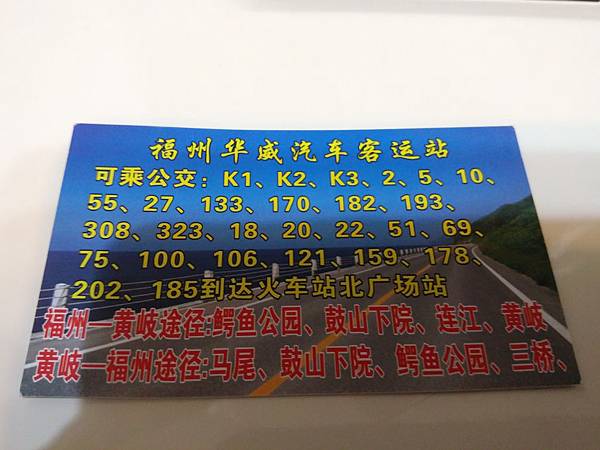 福州华威汽车客运站
可乘公交：K1、K2、K3、2、5、10、
55、27、133、170、182、193、
308、323、18、20、22、51、69、
75、100、106、121、159、178、
202、185到达火车站北广场站
福州—黄岐途径:鳄鱼公园、鼓山下院、连江、黄岐
黄岐—福州途径:马尾、鼓山下院、鳄鱼公园、三桥、